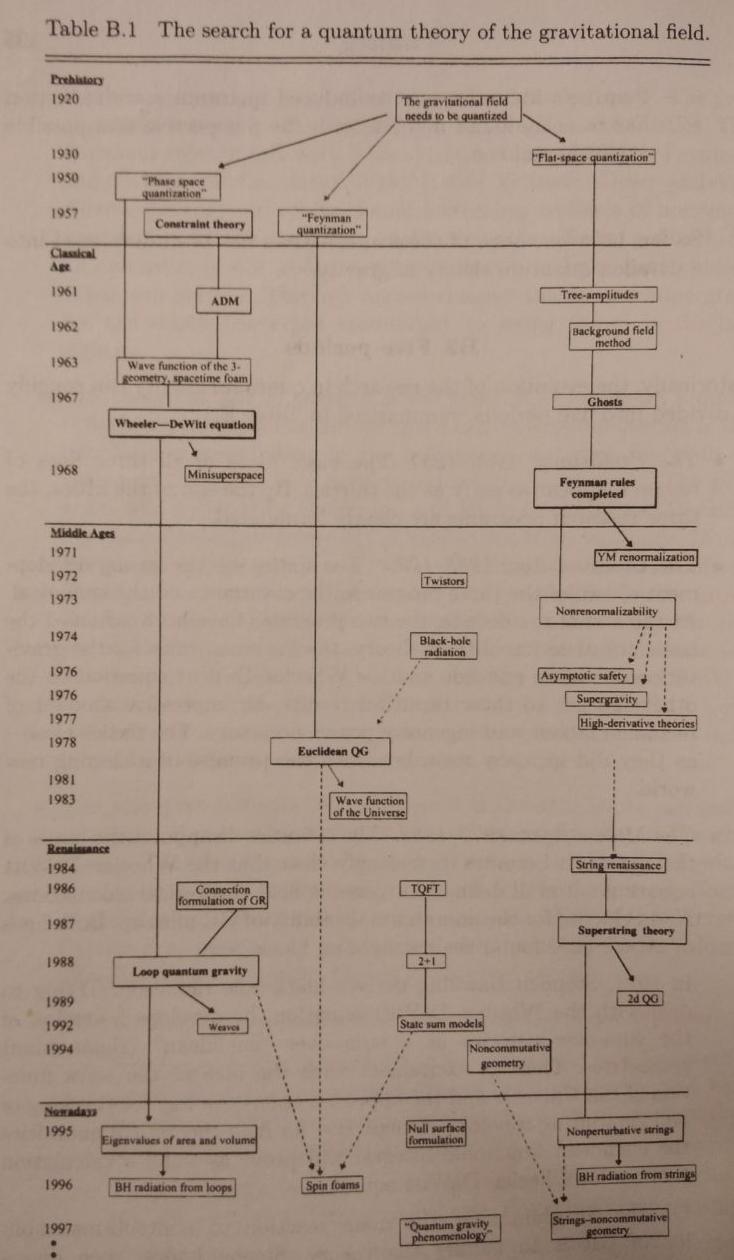 Table B.1 The search for a quantum theory of the gravitational field.
Prehistory
1920
The gravitational field
needs to be quantized
1930
"Flat-space quantization"
1950
"Phase space
quantization"
1957
Constraint theory
"Feynman
quantization"
Classical
Age
1961
ADM
Tree-amplitudes
1962
Background field
method
1963
Wave function of the 3-
geometry, spacetime foam
1967
Ghosts
Wheeler—DeWitt equation
1968
Minisuperspace
Feynman rules
completed
Middle Ages
1971
YM renormalization
1972
Twistors
1973
Nonrenormalizability
1974
Black-hole
radiation
1976
Asymptotic safety
1976
Supergravity
1977
High-derivative theories
1978
Euclidean QG
1981
1983
Wave function
of the Universe
Renaissance
1984
String renaissance
1986
Connection
formulation of GR
TQFT
1987
Superstring theory
1988
Loop quantum gravity
2+1
1989
2d QG
1992
Weaves
State sum models
1994
Noncommutative
geometry
Nowadays
1995
Eigenvalues of area and volume
Null surface
formulation
Nonperturbative strings
1996
BH radiation from loops
Spin foams
BH radiation from strings
1997
"Quantum gravity
phenomenology"
Strings–noncommutative
geometry